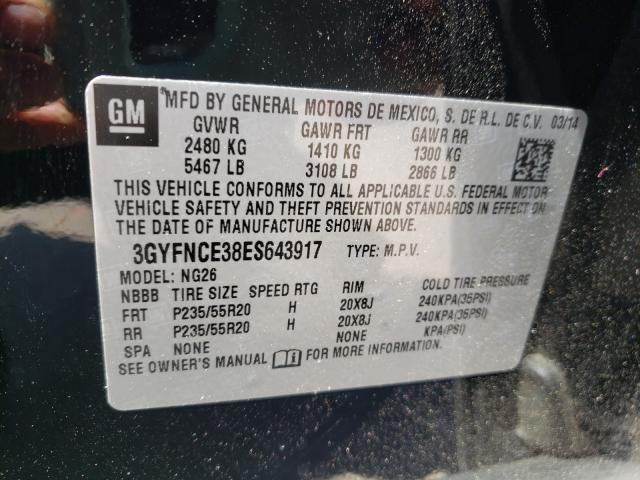 GM
MFD BY GENERAL MOTORS DE MEXICO, S. DE R.L. DE C.V. 03/14
GVWR GAWR FRT GAWR RR
2480 KG 1410 KG 1300 KG
5467 LB 3108 LB 2866 LB
THIS VEHICLE CONFORMS TO ALL APPLICABLE U.S. FEDERAL MOTOR
VEHICLE SAFETY AND THEFT PREVENTION STANDARDS IN EFFECT ON
THE DATE OF MANUFACTURE SHOWN ABOVE.
3GYFNCE38ES643917 TYPE: M.P.V.
MODEL: NG26
NBBB TIRE SIZE SPEED RTG RIM COLD TIRE PRESSURE
FRT P235/55R20 H 20X8J 240KPA(35PSI)
RR P235/55R20 H 20X8J 240KPA(35PSI)
SPA NONE NONE KPA/PSI)
SEE OWNER'S MANUAL i FOR MORE INFORMATION.